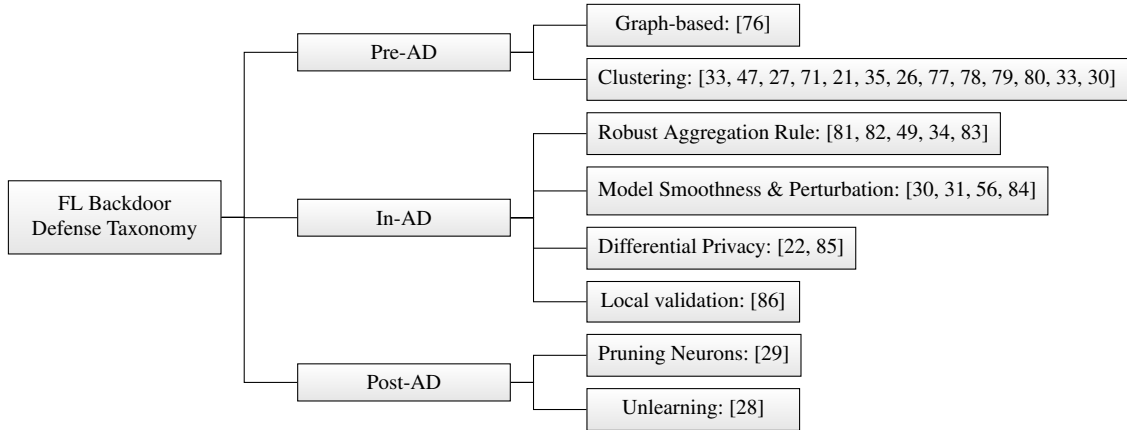 FL Backdoor
Defense Taxonomy
Pre-AD
Graph-based: [76]
Clustering: [33, 47, 27, 71, 21, 35, 26, 77, 78, 79, 80, 33, 30]
In-AD
Robust Aggregation Rule: [81, 82, 49, 34, 83]
Model Smoothness & Perturbation: [30, 31, 56, 84]
Differential Privacy: [22, 85]
Local validation: [86]
Post-AD
Pruning Neurons: [29]
Unlearning: [28]